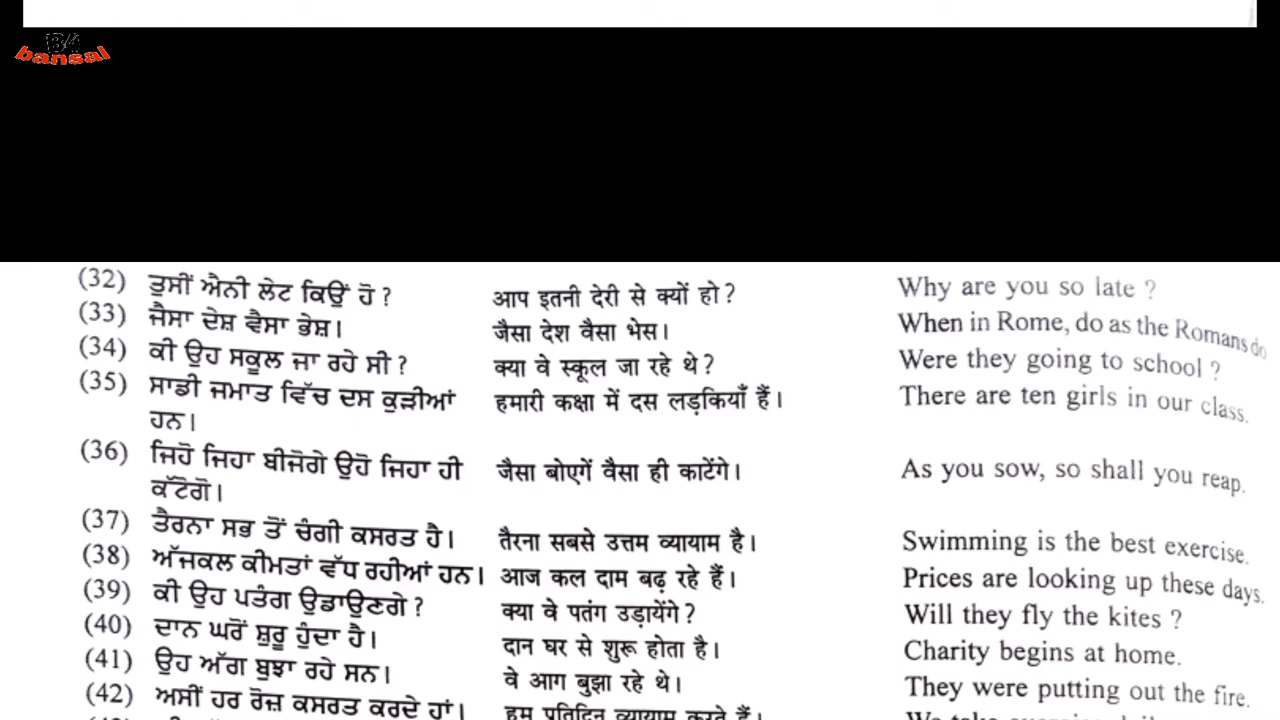 B4
bansal
(32) ਤੁਸੀਂ ਐਨੀ ਲੇਟ ਕਿਉਂ ਹੋ ? आप इतनी देरी से क्यों हो ? Why are you so late ?
(33) ਜੈਸਾ ਦੇਸ਼ ਵੈਸਾ ਭੇਸ਼। जैसा देश वैसा भेस। When in Rome, do as the Romans do
(34) ਕੀ ਉਹ ਸਕੂਲ ਜਾ ਰਹੇ ਸੀ ? क्या वे स्कूल जा रहे थे ? Were they going to school ?
(35) ਸਾਡੀ ਜਮਾਤ ਵਿੱਚ ਦਸ ਕੁੜੀਆਂ हमारी कक्षा में दस लड़कियाँ हैं। There are ten girls in our class.
ਹਨ।
(36) ਜਿਹੋ ਜਿਹਾ ਬੀਜੋਗੇ ਉਹੋ ਜਿਹਾ ਹੀ जैसा बोएगें वैसा ही काटेंगे। As you sow, so shall you reap.
ਕੱਟੋਗੇ।
(37) ਤੈਰਨਾ ਸਭ ਤੋਂ ਚੰਗੀ ਕਸਰਤ ਹੈ। तैरना सबसे उत्तम व्यायाम है। Swimming is the best exercise.
(38) ਅੱਜਕਲ ਕੀਮਤਾਂ ਵੱਧ ਰਹੀਆਂ ਹਨ। आज कल दाम बढ़ रहे हैं। Prices are looking up these days.
(39) ਕੀ ਉਹ ਪਤੰਗ ਉਡਾਉਣਗੇ ? क्या वे पतंग उड़ायेंगे ? Will they fly the kites ?
(40) ਦਾਨ ਘਰੋਂ ਸ਼ੁਰੂ ਹੁੰਦਾ ਹੈ। दान घर से शुरू होता है। Charity begins at home.
(41) ਉਹ ਅੱਗ ਬੁਝਾ ਰਹੇ ਸਨ। वे आग बुझा रहे थे। They were putting out the fire.
(42) ਅਸੀਂ ਹਰ ਰੋਜ਼ ਕਸਰਤ ਕਰਦੇ ਹਾਂ। हम प्रतिदिन व्यायाम करते हैं। We take exercise